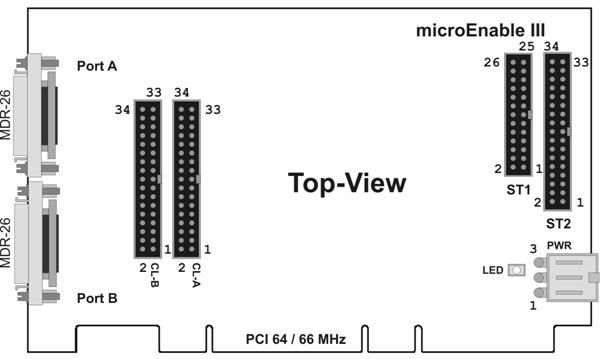 microEnable III
25 34
26 33
Port A
MDR-26
33 34
34 33
2 1 1
ST1
2 1
ST2
Top-View
1 1
2 CL-B 2 CL-A
3 PWR
LED
1
MDR-26
Port B
PCI 64 / 66 MHz